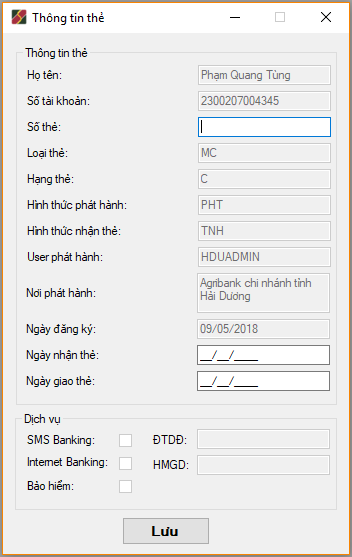 Thông tin thẻ
Thông tin thẻ
Họ tên: Phạm Quang Tùng
Số tài khoản: 2300207004345
Số thẻ:
Loại thẻ: MC
Hạng thẻ: C
Hình thức phát hành: PHT
Hình thức nhận thẻ: TNH
User phát hành: HDUADMIN
Nơi phát hành: Agribank chi nhánh tỉnh
Hải Dương
Ngày đăng ký: 09/05/2018
Ngày nhận thẻ: __/__/____
Ngày giao thẻ: __/__/____
Dịch vụ
SMS Banking: ĐTDĐ:
Internet Banking: HMGD:
Bảo hiểm:
Lưu